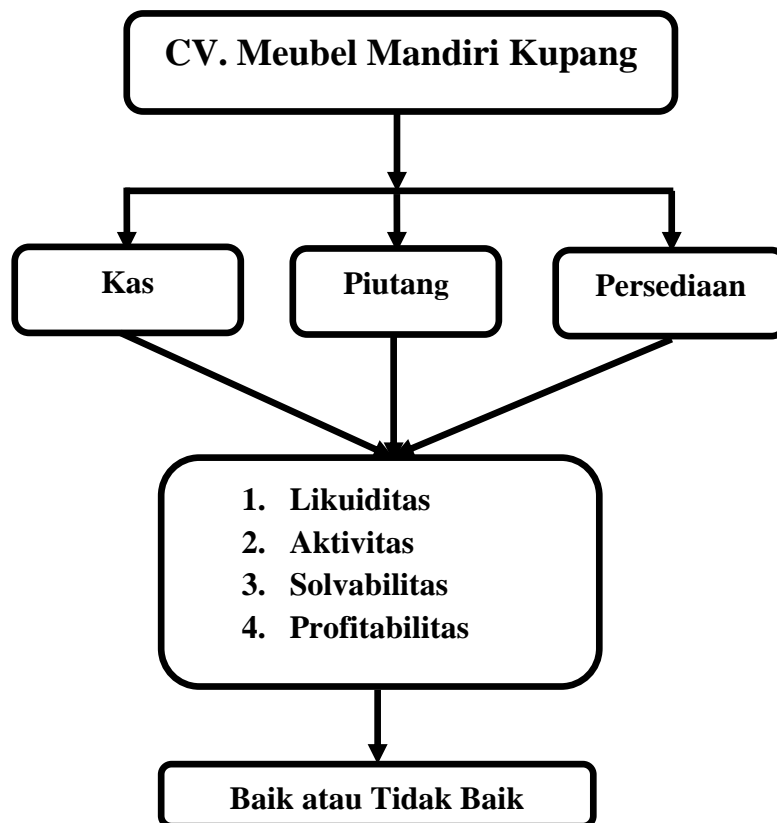 CV. Meubel Mandiri Kupang
Kas
Piutang
Persediaan
1. Likuiditas
2. Aktivitas
3. Solvabilitas
4. Profitabilitas
Baik atau Tidak Baik